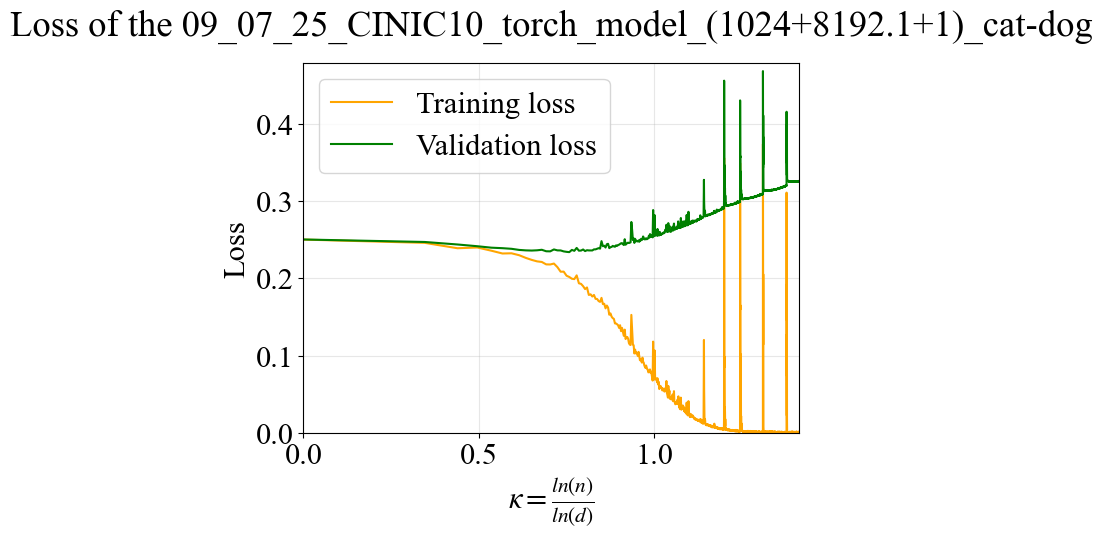 Loss of the 09_07_25_CINIC10_torch_model_(1024+8192.1+1)_cat-dog
Training loss
Validation loss
Loss
0.4
0.3
0.2
0.1
0.0
0.0 0.5 1.0
κ = ln(n)/ln(d)